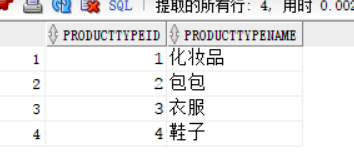 SQL | 提取的所有行: 4, 用时 0.002
PRODUCTTYPEID PRODUCTTYPENAME
1 1 化妆品
2 2 包包
3 3 衣服
4 4 鞋子